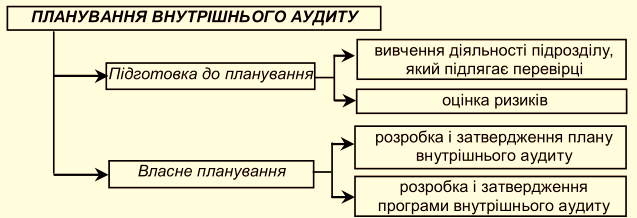 ПЛАНУВАННЯ ВНУТРІШНЬОГО АУДИТУ
Підготовка до планування
вивчення діяльності підрозділу,
який підлягає перевірці
оцінка ризиків
Власне планування
розробка і затвердження плану
внутрішнього аудиту
розробка і затвердження
програми внутрішнього аудиту